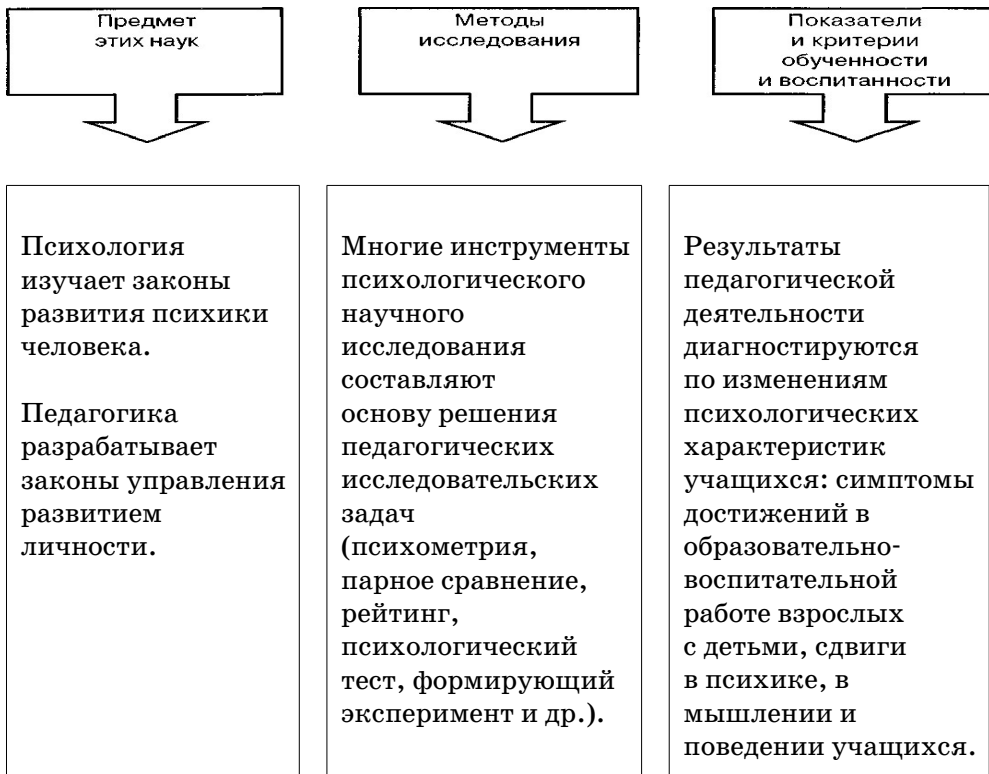 Предмет
этих наук
Методы
исследования
Показатели
и критерии
обученности
и воспитанности
Психология
изучает законы
развития психики
человека.
Педагогика
разрабатывает
законы управления
развитием
личности.
Многие инструменты
психологического
научного
исследования
составляют
основу решения
педагогических
исследовательских
задач
(психометрия,
парное сравнение,
рейтинг,
психологический
тест, формирующий
эксперимент и др.).
Результаты
педагогической
деятельности
диагностируются
по изменениям
психологических
характеристик
учащихся: симптомы
достижений в
образовательно-
воспитательной
работе взрослых
с детьми, сдвиги
в психике, в
мышлении и
поведении учащихся.